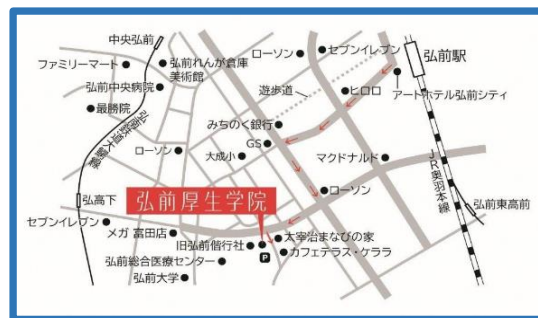 中央弘前
ファミリーマート
弘前れんが倉庫
美術館
弘前中央病院
最勝院
弘南鉄道大鰐線
ローソン
セブンイレブン
弘前駅
遊歩道
ヒロロ
アートホテル弘前シティ
みちのく銀行
GS
大成小
ローソン
マクドナルド
ローソン
JR奥羽本線
弘高下
弘前厚生学院
弘前東高前
セブンイレブン
メガ 富田店
旧弘前偕行社
太宰治まなびの家
P
カフェテラス・ケララ
弘前総合医療センター
弘前大学